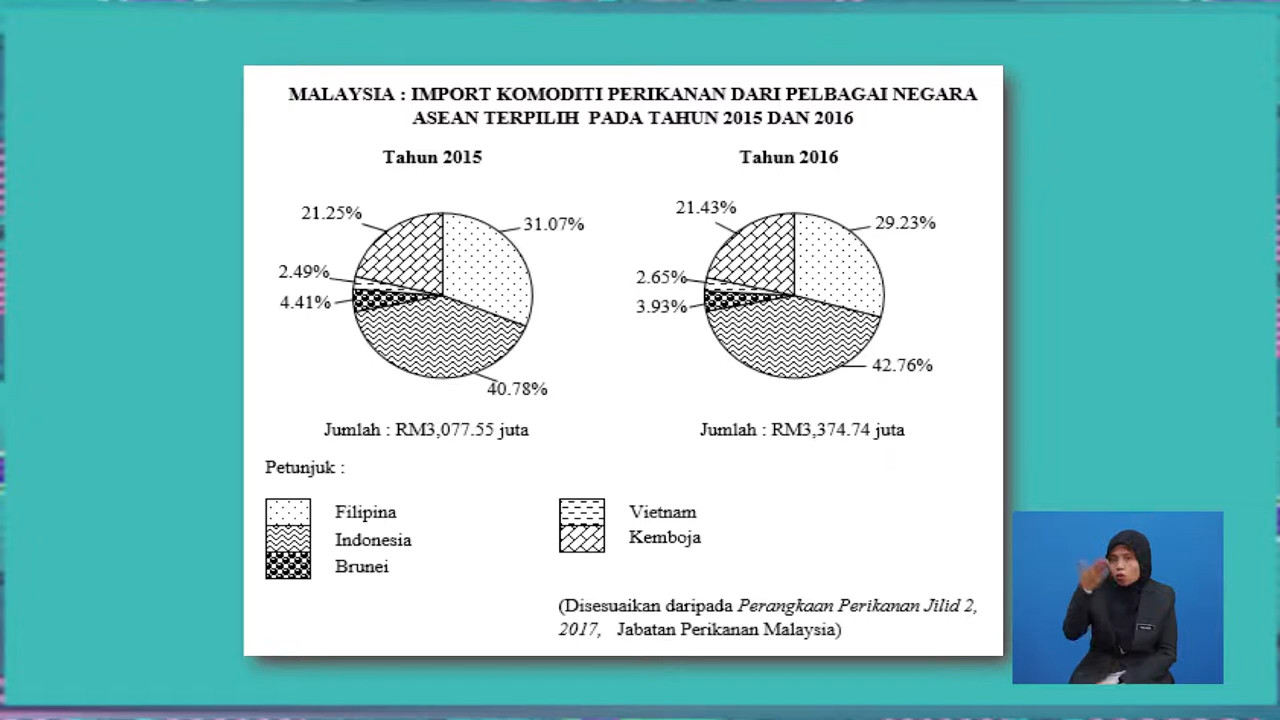 MALAYSIA : IMPORT KOMODITI PERIKANAN DARI PELBAGAI NEGARA
ASEAN TERPILIH PADA TAHUN 2015 DAN 2016
Tahun 2015
Tahun 2016
21.25%
31.07%
2.49%
4.41%
40.78%
21.43%
29.23%
2.65%
3.93%
42.76%
Jumlah : RM3,077.55 juta
Jumlah : RM3,374.74 juta
Petunjuk :
Filipina
Indonesia
Brunei
Vietnam
Kemboja
(Disesuaikan daripada Perangkaan Perikanan Jilid 2,
2017, Jabatan Perikanan Malaysia)